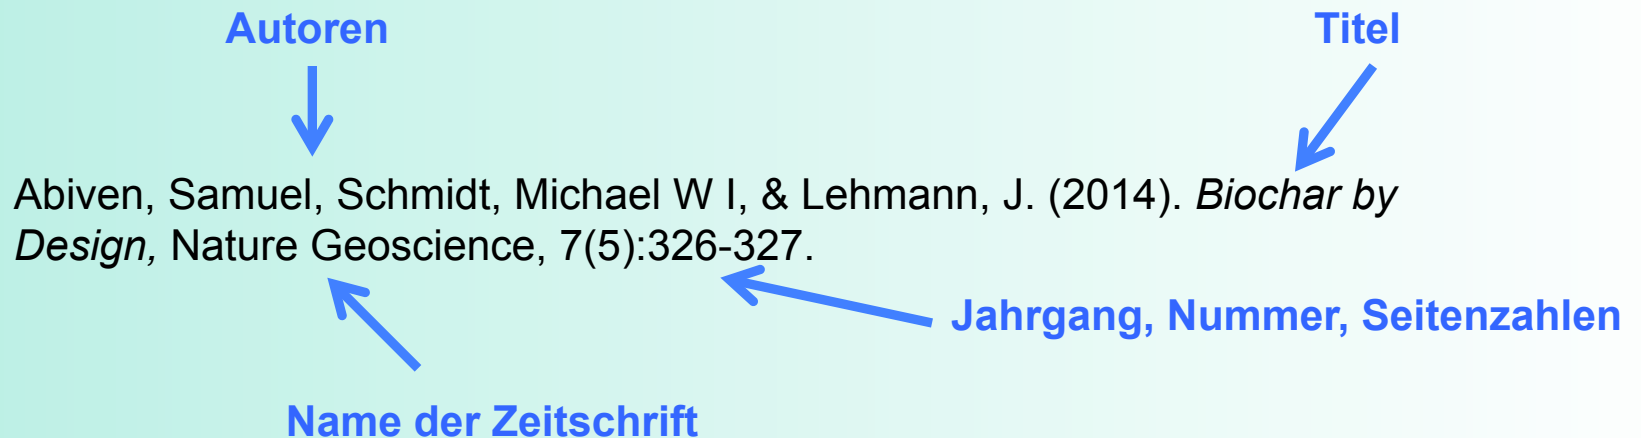 Autoren
Titel
Abiven, Samuel, Schmidt, Michael W I, & Lehmann, J. (2014). Biochar by
Design, Nature Geoscience, 7(5):326-327.
Jahrgang, Nummer, Seitenzahlen
Name der Zeitschrift